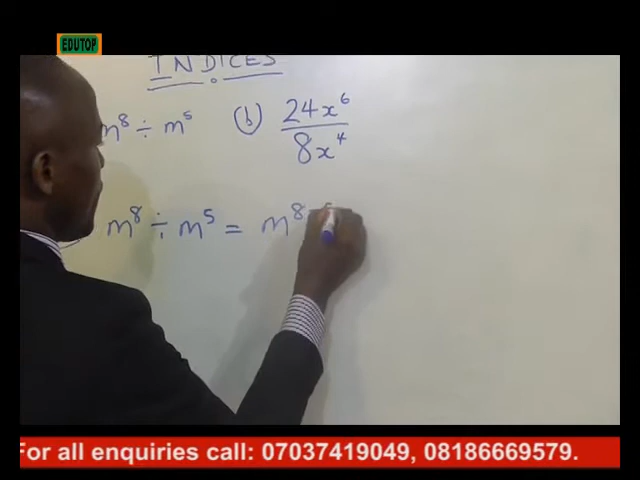 EDUTOP
INDICES
m⁸ ÷ m⁵ (b) 24x⁶
8x⁴
m⁸ ÷ m⁵ = m⁸
For all enquiries call: 07037419049, 08186669579.